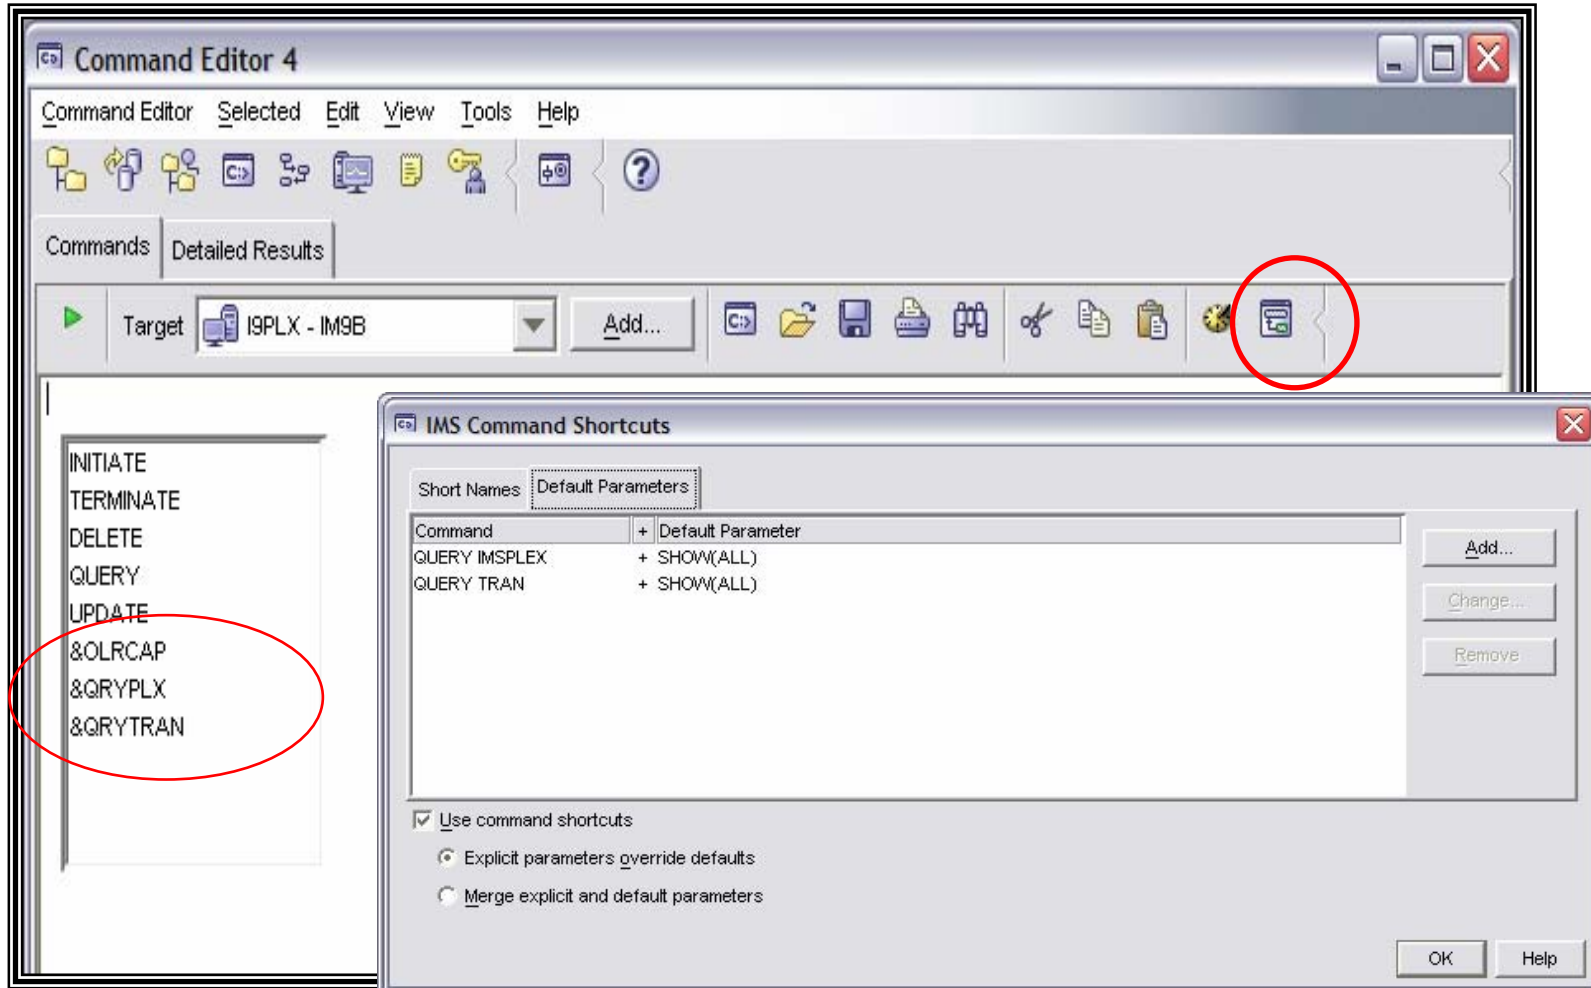 Command Editor 4
Command Editor Selected Edit View Tools Help
Commands Detailed Results
Target I9PLX - IM9B Add...
INITIATE
TERMINATE
DELETE
QUERY
UPDATE
&OLRCAP
&QRYPLX
&QRYTRAN
IMS Command Shortcuts
Short Names Default Parameters
Command + Default Parameter
QUERY IMSPLEX + SHOW(ALL)
QUERY TRAN + SHOW(ALL)
Add...
Change...
Remove
Use command shortcuts
Explicit parameters override defaults
Merge explicit and default parameters
OK Help